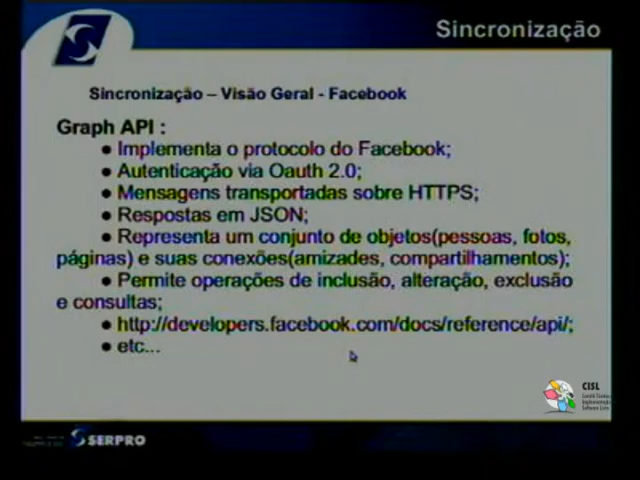 Sincronização
Sincronização – Visão Geral - Facebook
Graph API :
● Implementa o protocolo do Facebook;
● Autenticação via Oauth 2.0;
● Mensagens transportadas sobre HTTPS;
● Respostas em JSON;
● Representa um conjunto de objetos(pessoas, fotos,
páginas) e suas conexões(amizades, compartilhamentos);
● Permite operações de inclusão, alteração, exclusão
e consultas;
● http://developers.facebook.com/docs/reference/api/;
● etc...
CISL
SERPRO